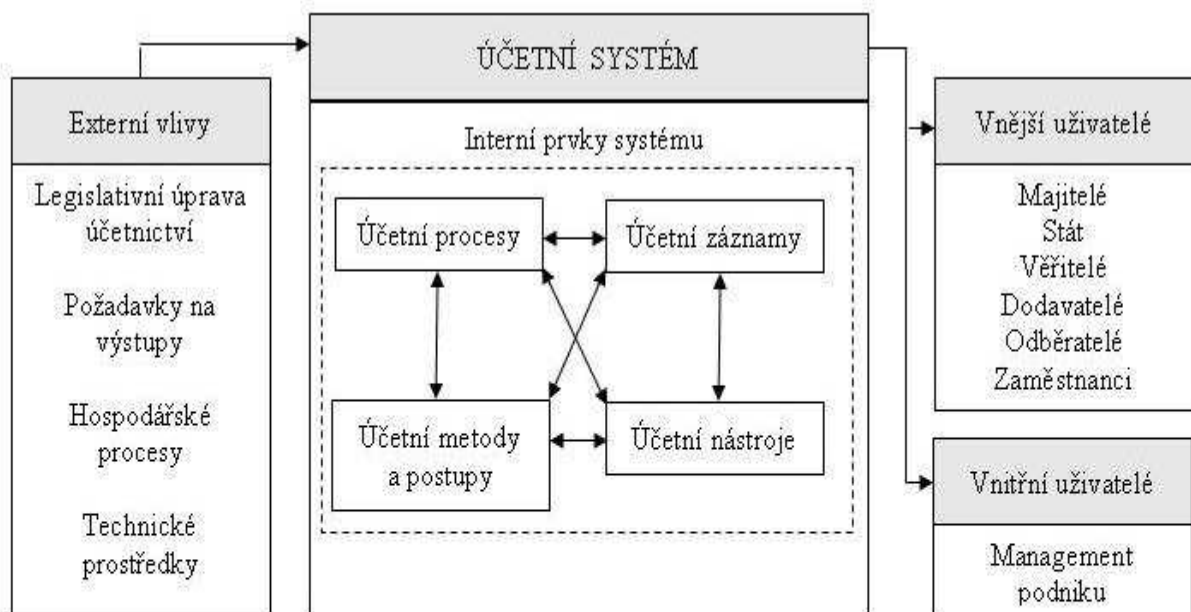 Externí vlivy
Legislativní úprava
účetnictví
Požadavky na
výstupy
Hospodářské
procesy
Technické
prostředky
ÚČETNÍ SYSTÉM
Interní prvky systému
Účetní procesy
Účetní záznamy
Účetní metody
a postupy
Účetní nástroje
Vnější uživatelé
Majitelé
Stát
Věřitelé
Dodavatelé
Odběratelé
Zaměstnanci
Vnitřní uživatelé
Management
podniku